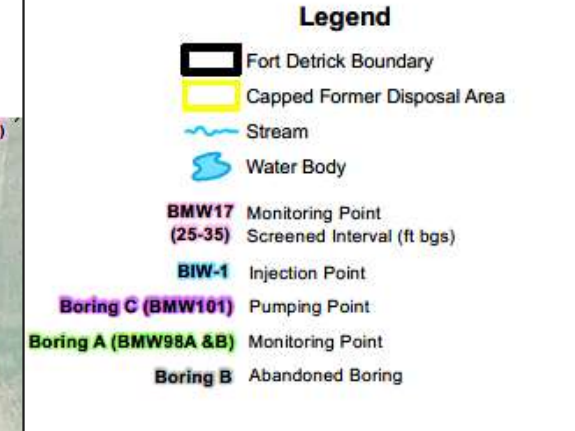 Legend
Fort Detrick Boundary
Capped Former Disposal Area
)
Stream
Water Body
BMW17 Monitoring Point
(25-35) Screened Interval (ft bgs)
BIW-1 Injection Point
Boring C (BMW101) Pumping Point
Boring A (BMW98A &B) Monitoring Point
Boring B Abandoned Boring